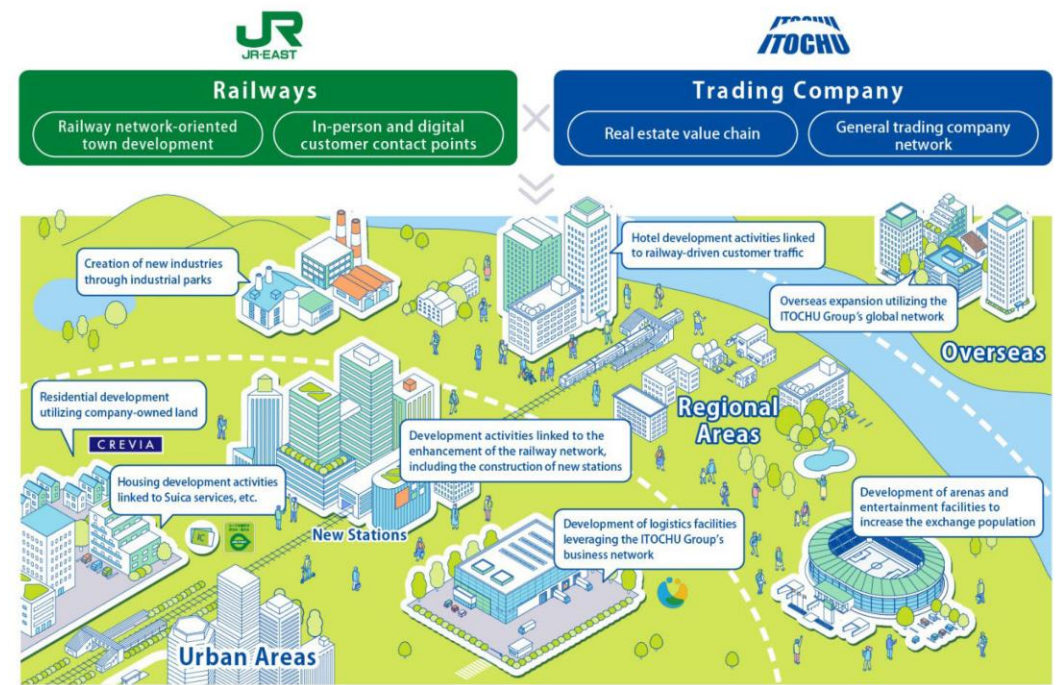 JR
JR-EAST
ITOCHU
Railways
Railway network-oriented
town development
In-person and digital
customer contact points
Trading Company
Real estate value chain
General trading company
network
Creation of new industries
through industrial parks
Hotel development activities linked
to railway-driven customer traffic
Overseas expansion utilizing the
ITOCHU Group's global network
Overseas
Residential development
utilizing company-owned land
CREVIA
Regional
Areas
Development activities linked to the
enhancement of the railway network,
including the construction of new stations
Housing development activities
linked to Suica services, etc.
IC
New Stations
Development of logistics facilities
leveraging the ITOCHU Group's
business network
Development of arenas and
entertainment facilities to
increase the exchange population
Urban Areas